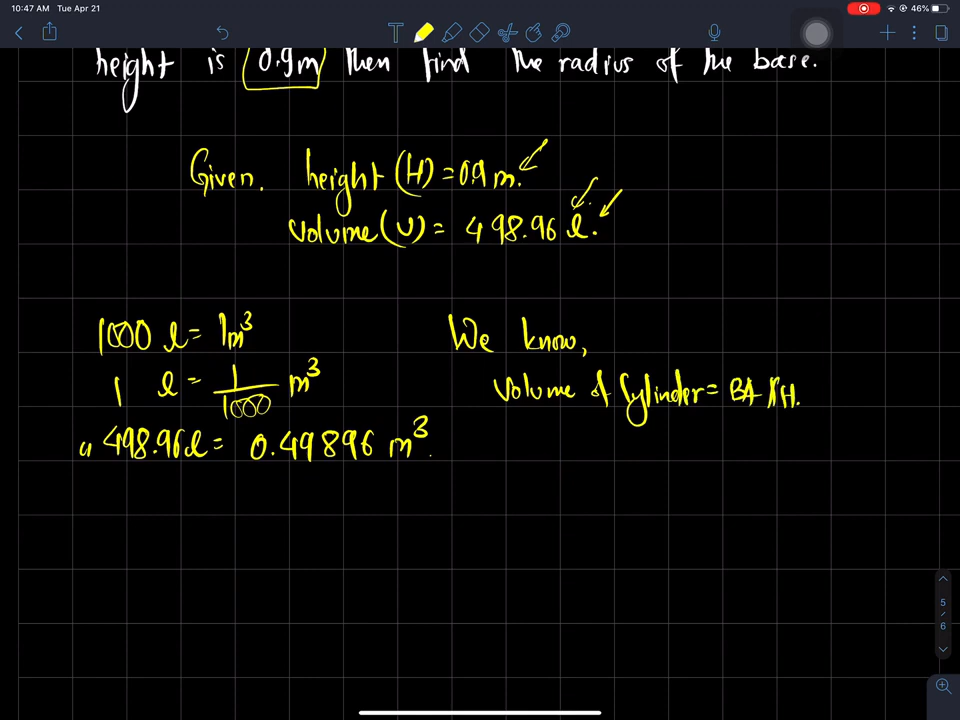 10:47 AM Tue Apr 21
46%
height is 0.9m then find the radius of the base.
Given. height (H) = 0.9 m.
Volume (V) = 498.96 l.
1000 l = 1m³
1 l = 1/1000 m³
498.96l = 0.49896 m³.
We know,
Volume of Cylinder = BA × H.
5
/
6